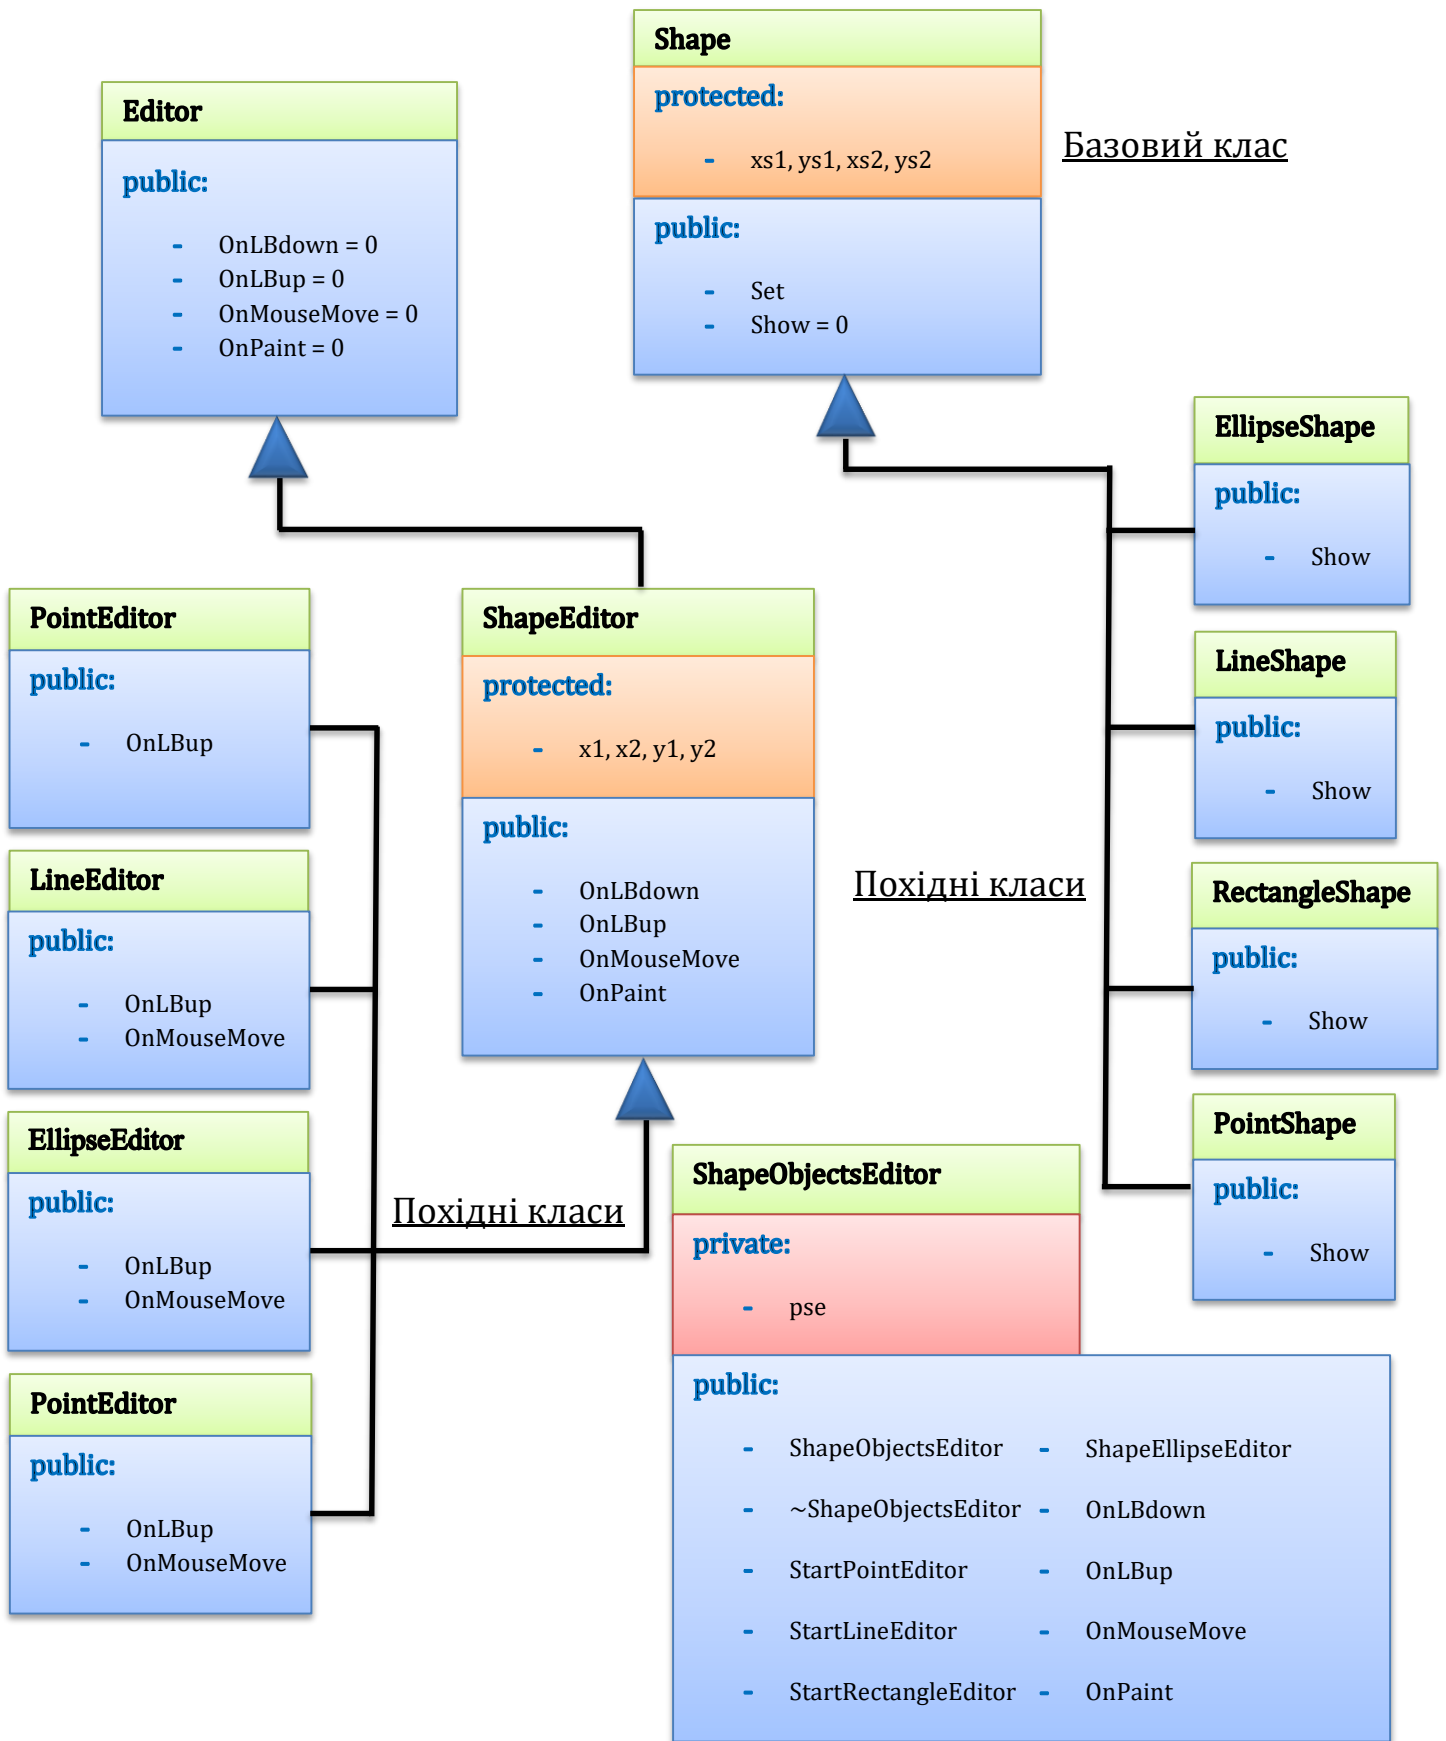 Shape
protected:
- xs1, ys1, xs2, ys2
public:
- Set
- Show = 0
Базовий клас
Editor
public:
- OnLBdown = 0
- OnLBup = 0
- OnMouseMove = 0
- OnPaint = 0
EllipseShape
public:
- Show
LineShape
public:
- Show
RectangleShape
public:
- Show
PointShape
public:
- Show
Похідні класи
PointEditor
public:
- OnLBup
LineEditor
public:
- OnLBup
- OnMouseMove
EllipseEditor
public:
- OnLBup
- OnMouseMove
PointEditor
public:
- OnLBup
- OnMouseMove
ShapeEditor
protected:
- x1, x2, y1, y2
public:
- OnLBdown
- OnLBup
- OnMouseMove
- OnPaint
Похідні класи
ShapeObjectsEditor
private:
- pse
public:
- ShapeObjectsEditor - ShapeEllipseEditor
- ~ShapeObjectsEditor - OnLBdown
- StartPointEditor - OnLBup
- StartLineEditor - OnMouseMove
- StartRectangleEditor - OnPaint